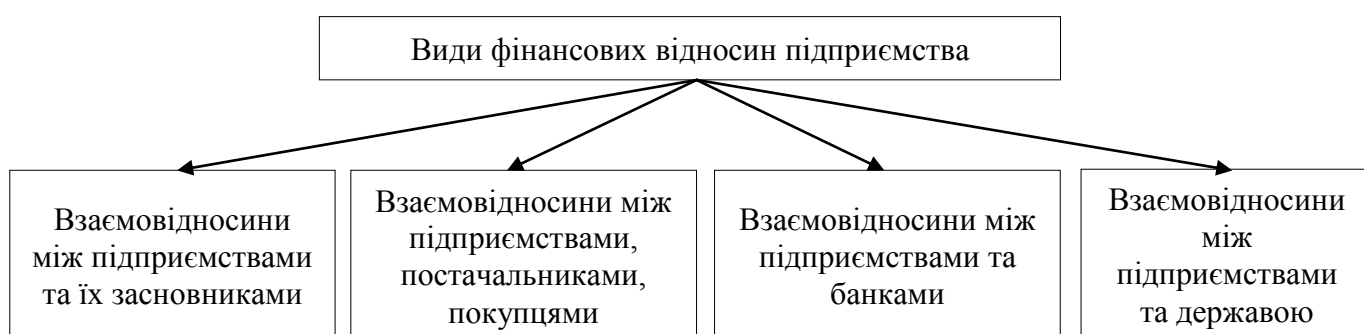 Види фінансових відносин підприємства
Взаємовідносини
між підприємствами
та їх засновниками
Взаємовідносини між
підприємствами,
постачальниками,
покупцями
Взаємовідносини між
підприємствами та
банками
Взаємовідносини
між
підприємствами
та державою